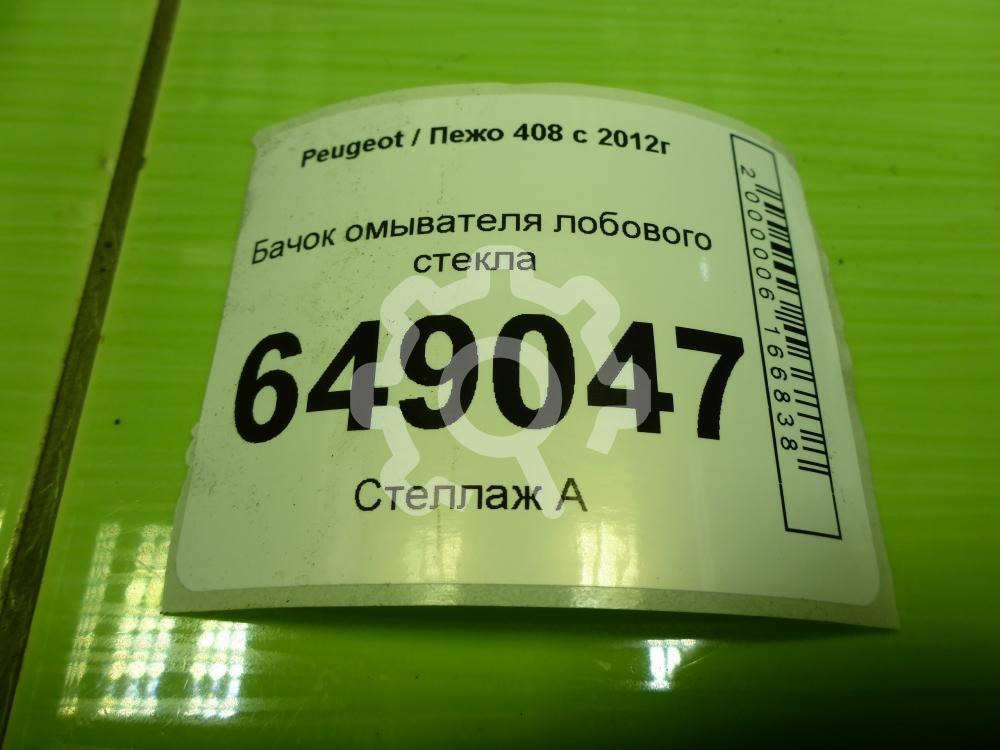 Peugeot / Пежо 408 с 2012г
Бачок омывателя лобового
стекла
649047
Стеллаж А
2000006166838